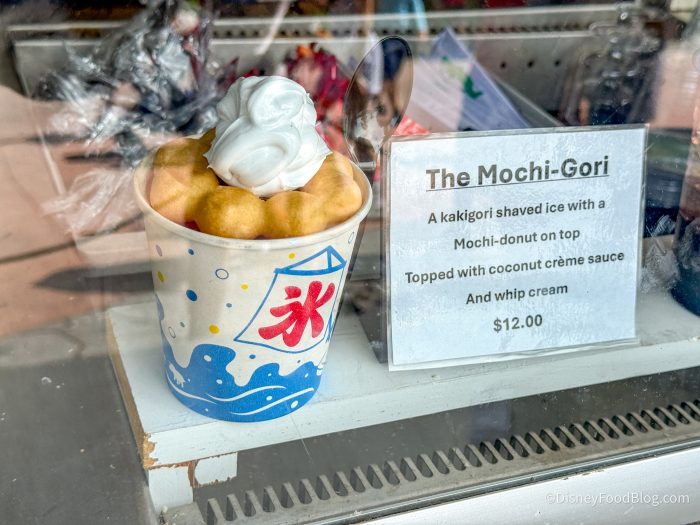 氷
The Mochi-Gori
A kakigori shaved ice with a
Mochi-donut on top
Topped with coconut crème sauce
And whip cream
$12.00
©DisneyFoodBlog.com